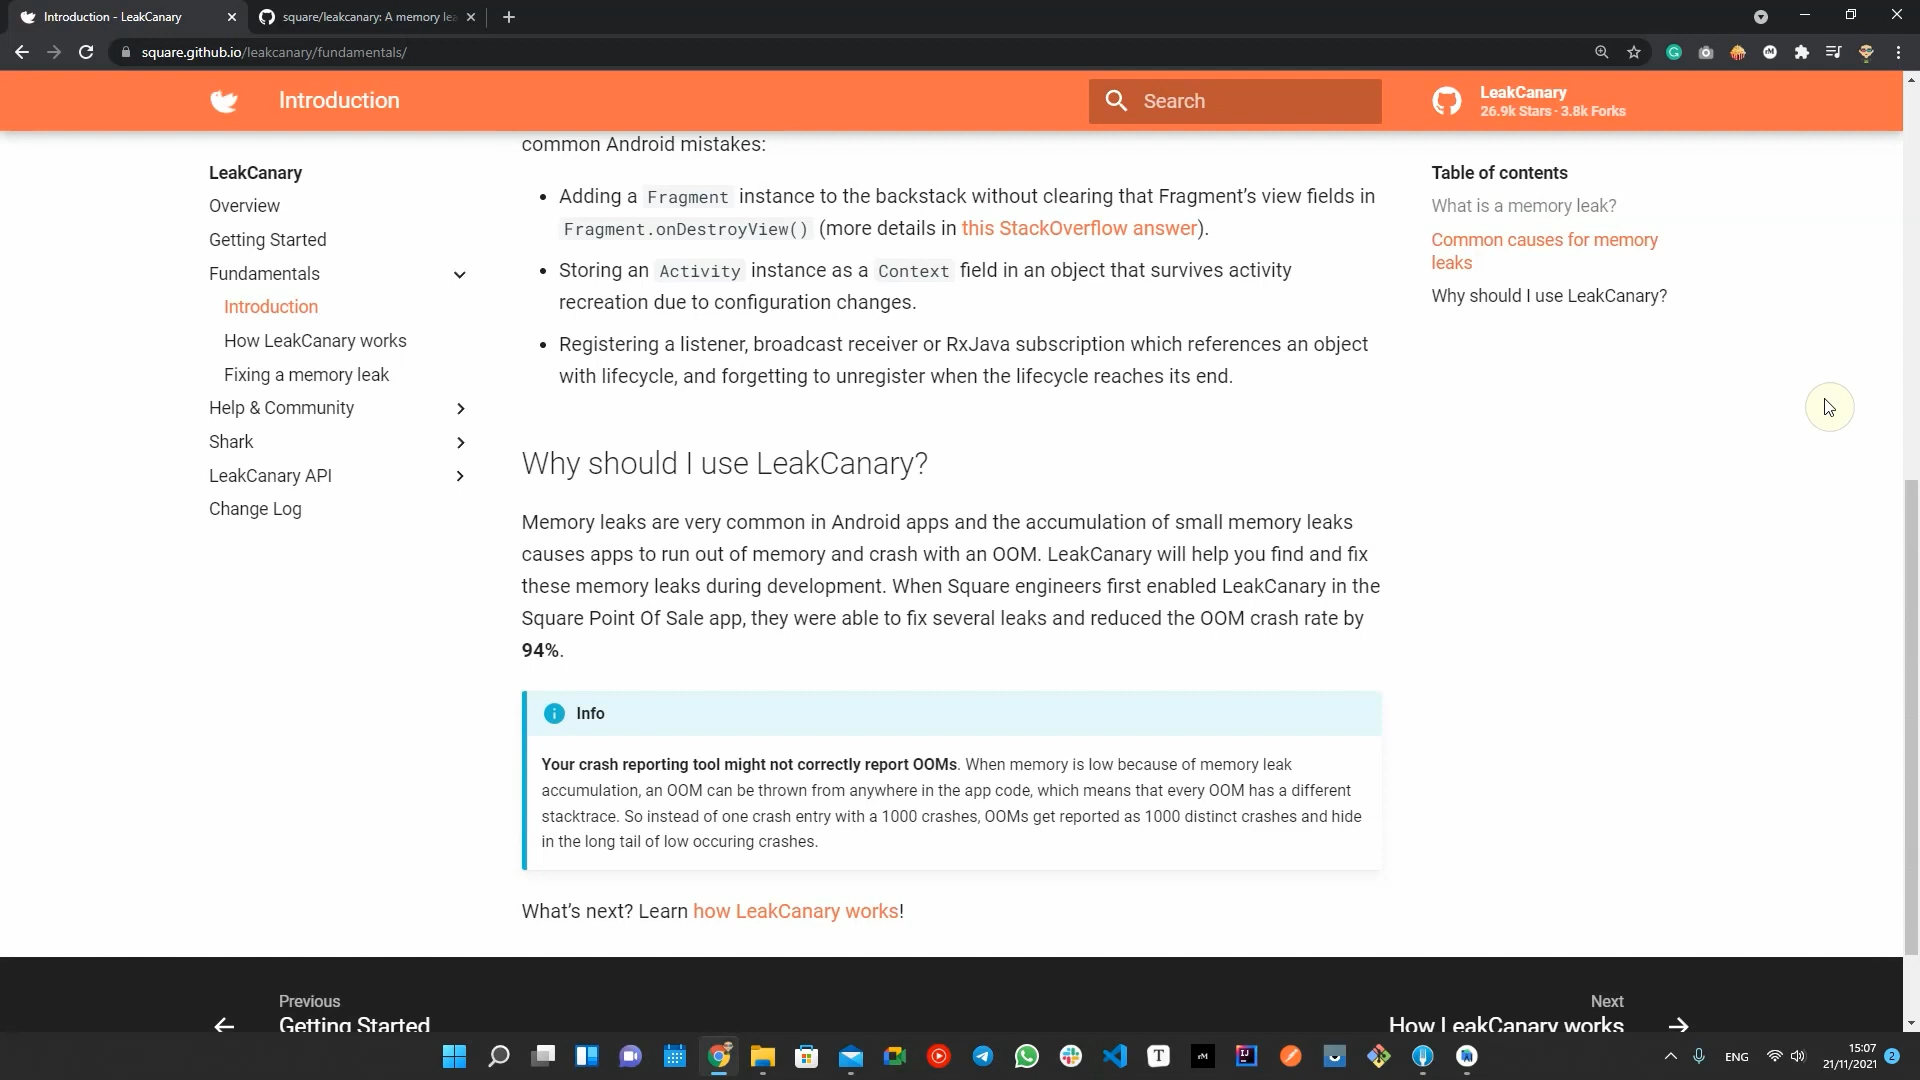 Introduction - LeakCanary
square/leakcanary: A memory lea
square.github.io/leakcanary/fundamentals/
Introduction
Search
LeakCanary
26.9k Stars · 3.8k Forks
LeakCanary
Overview
Getting Started
Fundamentals
Introduction
How LeakCanary works
Fixing a memory leak
Help & Community
Shark
LeakCanary API
Change Log
common Android mistakes:
• Adding a Fragment instance to the backstack without clearing that Fragment's view fields in
Fragment.onDestroyView() (more details in this StackOverflow answer).
• Storing an Activity instance as a Context field in an object that survives activity
recreation due to configuration changes.
• Registering a listener, broadcast receiver or RxJava subscription which references an object
with lifecycle, and forgetting to unregister when the lifecycle reaches its end.
Why should I use LeakCanary?
Memory leaks are very common in Android apps and the accumulation of small memory leaks
causes apps to run out of memory and crash with an OOM. LeakCanary will help you find and fix
these memory leaks during development. When Square engineers first enabled LeakCanary in the
Square Point Of Sale app, they were able to fix several leaks and reduced the OOM crash rate by
94%.
Info
Your crash reporting tool might not correctly report OOMs. When memory is low because of memory leak
accumulation, an OOM can be thrown from anywhere in the app code, which means that every OOM has a different
stacktrace. So instead of one crash entry with a 1000 crashes, OOMs get reported as 1000 distinct crashes and hide
in the long tail of low occuring crashes.
What's next? Learn how LeakCanary works!
Table of contents
What is a memory leak?
Common causes for memory
leaks
Why should I use LeakCanary?
Previous
Getting Started
Next
How LeakCanary works
ENG
15:07
21/11/2021
2